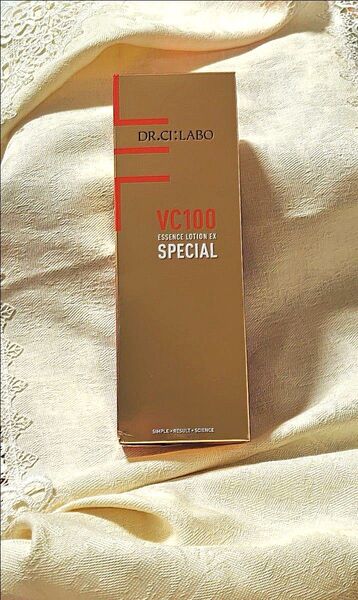 DR.CI:LABO
VC100
ESSENCE LOTION EX
SPECIAL
SIMPLE × RESULT × SCIENCE